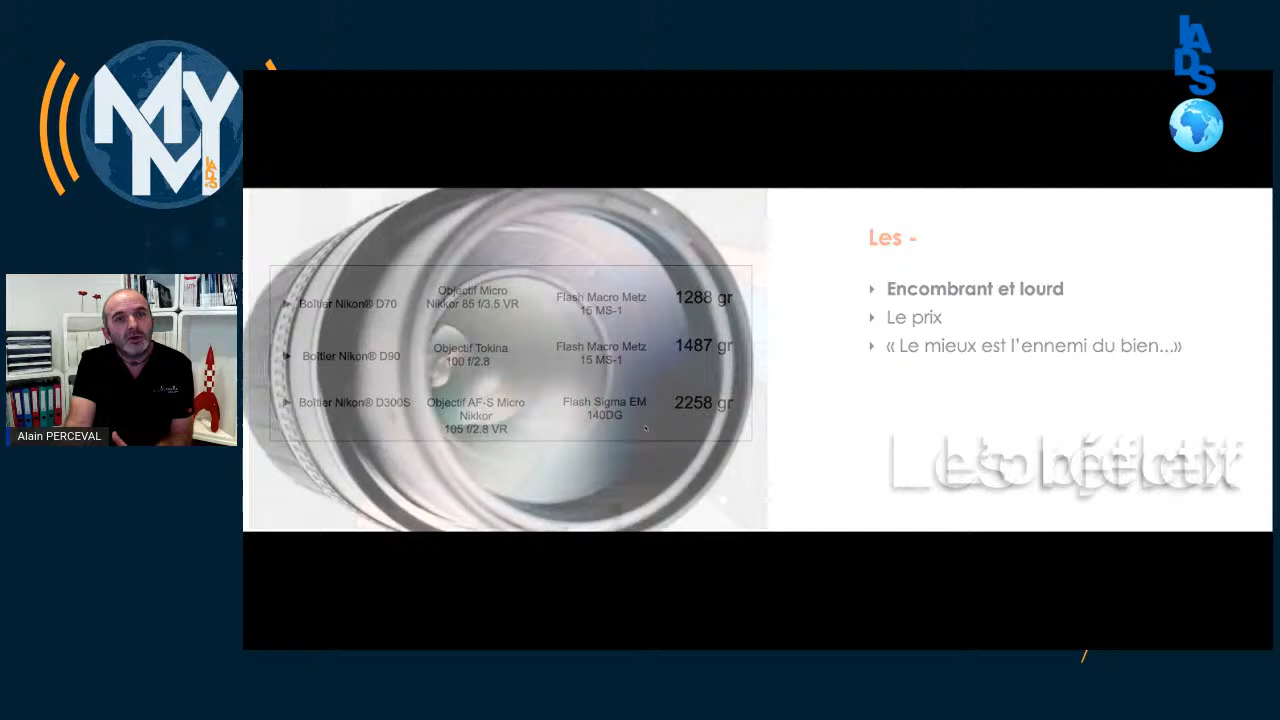 MYM
IADS
IADS
Les -
Encombrant et lourd
Le prix
« Le mieux est l’ennemi du bien...»
Boîtier Nikon® D70
Objectif Micro
Nikkor 85 f/3.5 VR
Flash Macro Metz
15 MS-1
1288 gr
Boîtier Nikon® D90
Objectif Tokina
100 f/2.8
Flash Macro Metz
15 MS-1
1487 gr
Boîtier Nikon® D300S
Objectif AF-S Micro
Nikkor
105 f/2.8 VR
Flash Sigma EM
140DG
2258 gr
Alain PERCEVAL